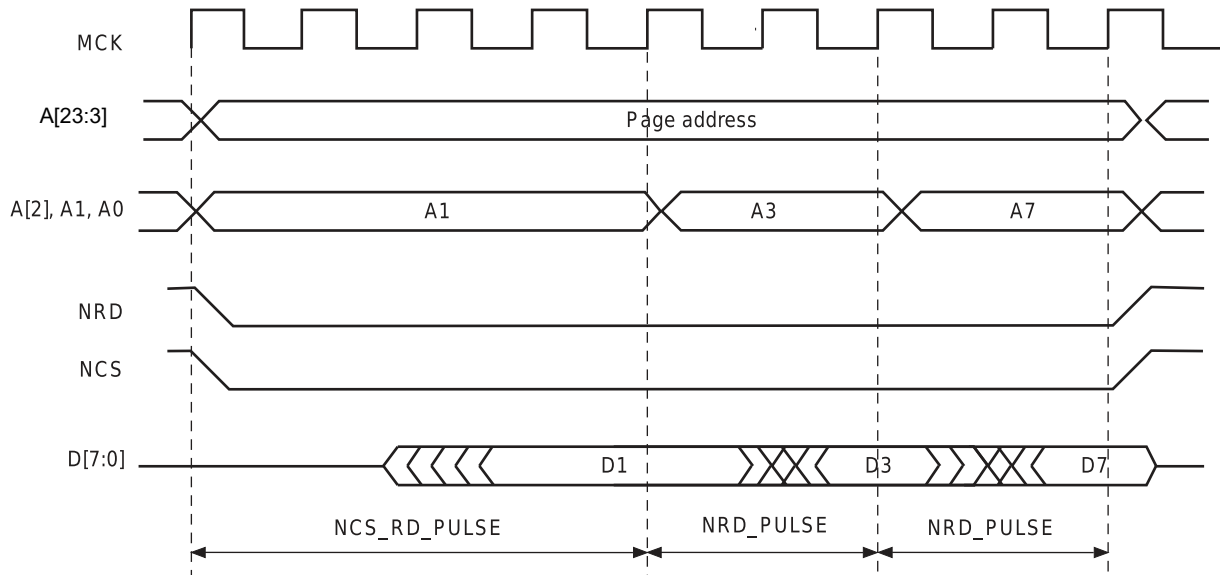 MCK
A[23:3]
Page address
A[2], A1, A0
A1
A3
A7
NRD
NCS
D[7:0]
D1
D3
D7
NCS_RD_PULSE
NRD_PULSE
NRD_PULSE